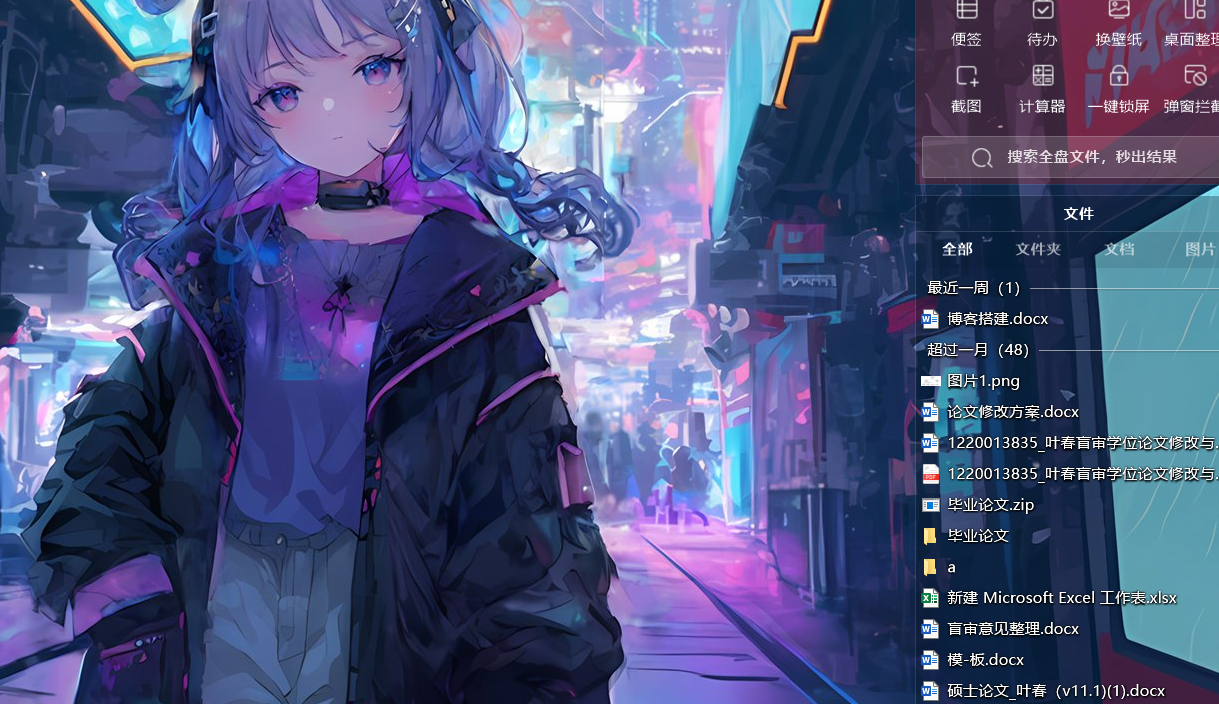 便签 待办 换壁纸 桌面整理
截图 计算器 一键锁屏 弹窗拦截
搜索全盘文件，秒出结果
文件
全部 文件夹 文档 图片
最近一周（1）
博客搭建.docx
超过一月（48）
图片1.png
论文修改方案.docx
1220013835_叶春盲审学位论文修改与...
1220013835_叶春盲审学位论文修改与...
毕业论文.zip
毕业论文
a
新建 Microsoft Excel 工作表.xlsx
盲审意见整理.docx
模-板.docx
硕士论文_叶春（v11.1)(1).docx